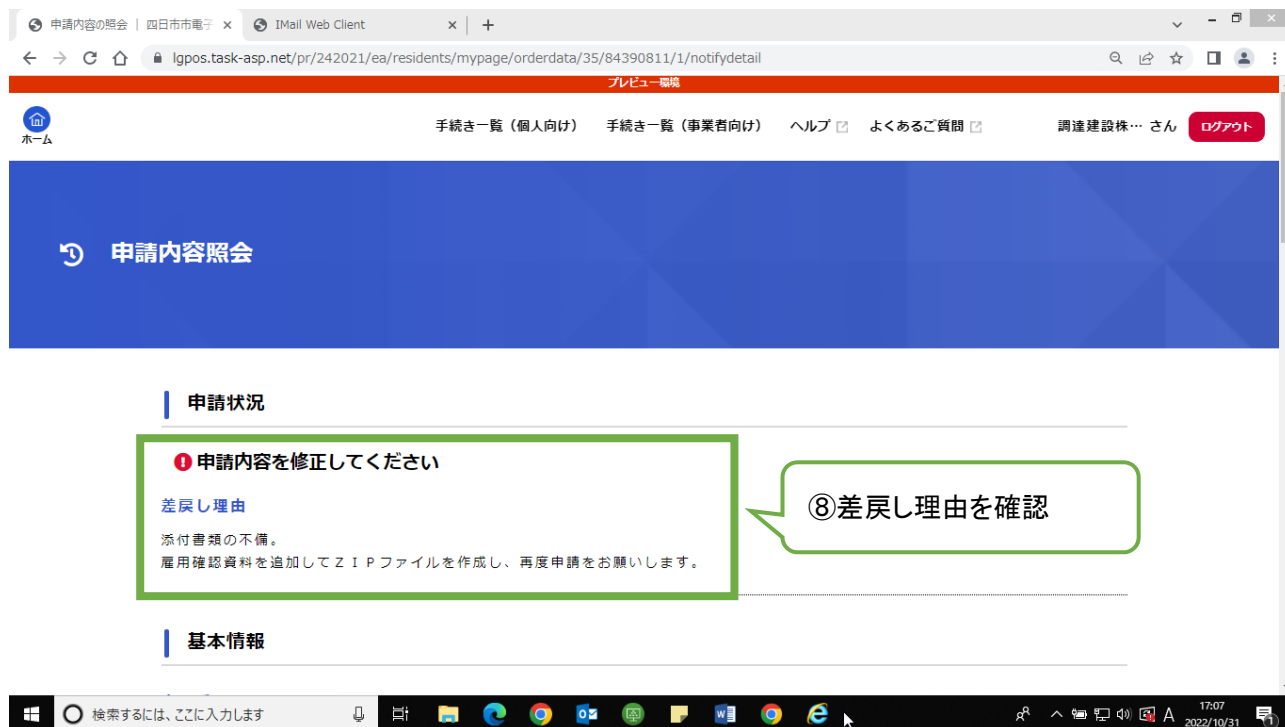 申請内容の照会 | 四日市市電子
IMail Web Client
lgpos.task-asp.net/pr/242021/ea/residents/mypage/orderdata/35/84390811/1/notifydetail
プレビュー環境
ホーム
手続き一覧（個人向け）
手続き一覧（事業者向け）
ヘルプ
よくあるご質問
調達建設株… さん
ログアウト
申請内容照会
申請状況
申請内容を修正してください
差戻し理由
添付書類の不備。
雇用確認資料を追加してＺＩＰファイルを作成し、再度申請をお願いします。
⑧差戻し理由を確認
基本情報
検索するには、ここに入力します
A
17:07
2022/10/31